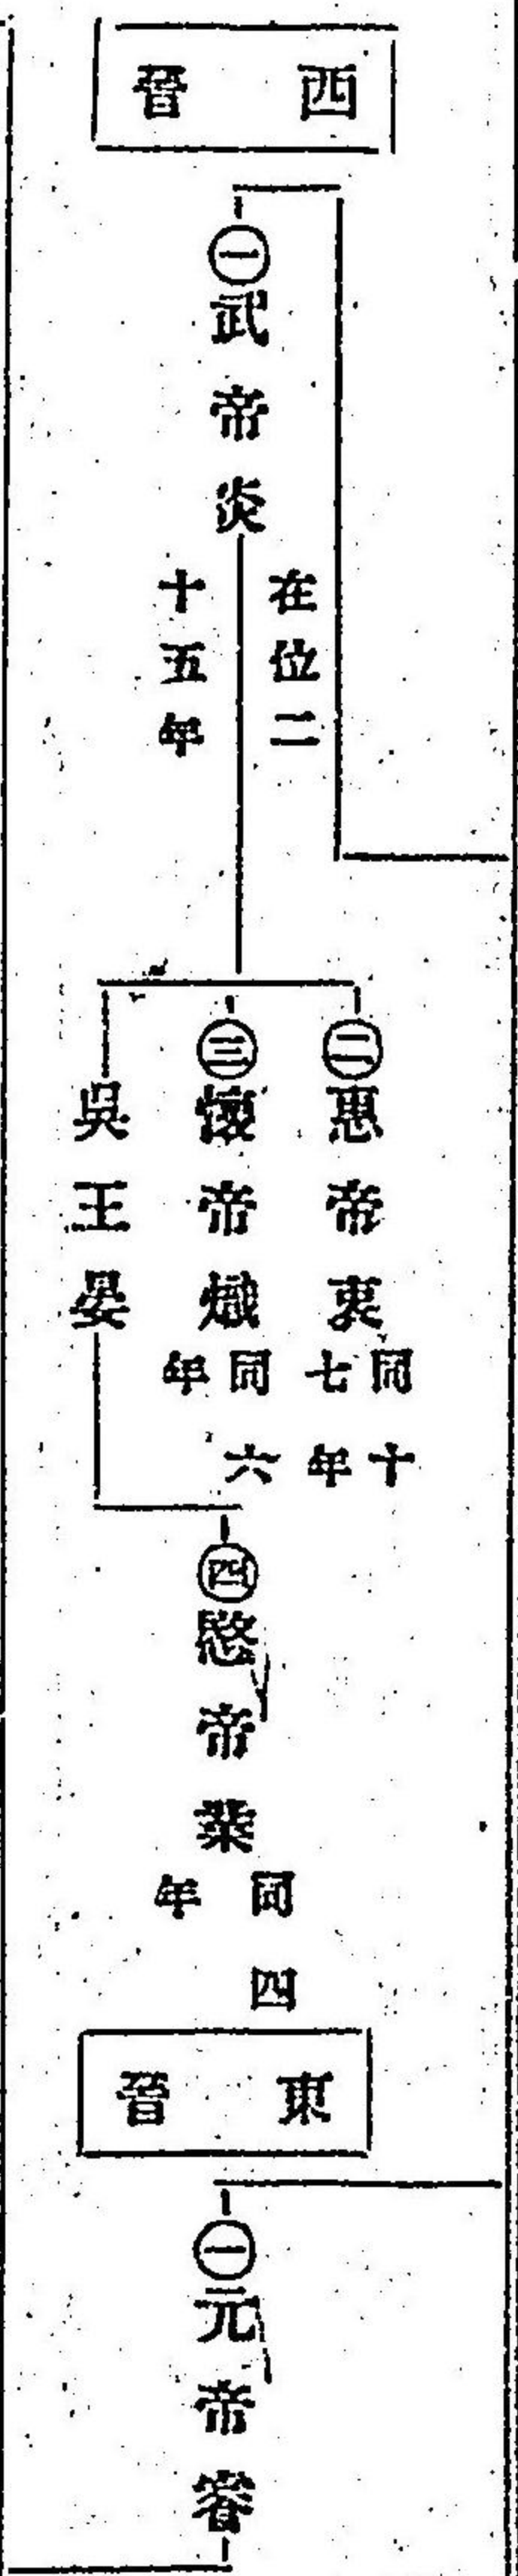 西晉
㊀武帝炎
在位二
十五年
㊁惠帝衷
同十
七年
㊂懷帝熾
同六
年
吳王晏
㊃愍帝業
同四
年
東晉
㊀元帝睿